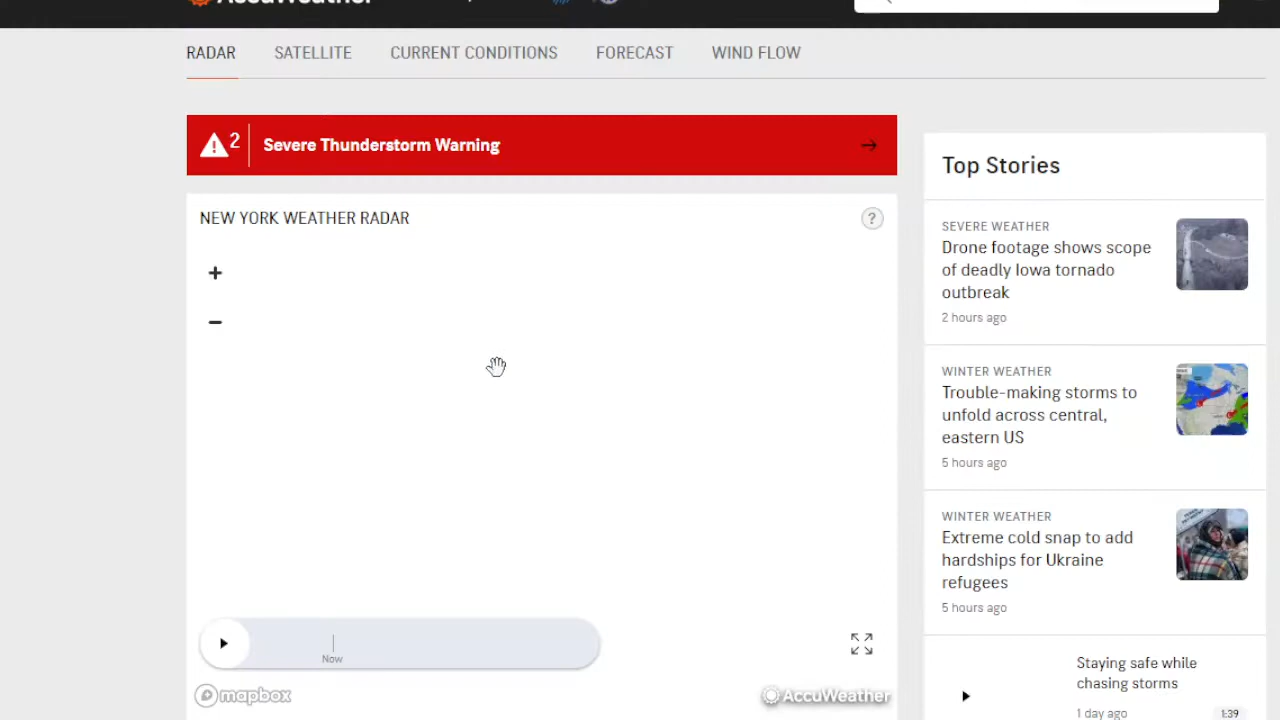 AccuWeather
RADAR
SATELLITE
CURRENT CONDITIONS
FORECAST
WIND FLOW
2
Severe Thunderstorm Warning
NEW YORK WEATHER RADAR
?
+
−
Now
mapbox
AccuWeather
Top Stories
SEVERE WEATHER
Drone footage shows scope
of deadly Iowa tornado
outbreak
2 hours ago
WINTER WEATHER
Trouble-making storms to
unfold across central,
eastern US
5 hours ago
WINTER WEATHER
Extreme cold snap to add
hardships for Ukraine
refugees
5 hours ago
Staying safe while
chasing storms
1 day ago
1:39